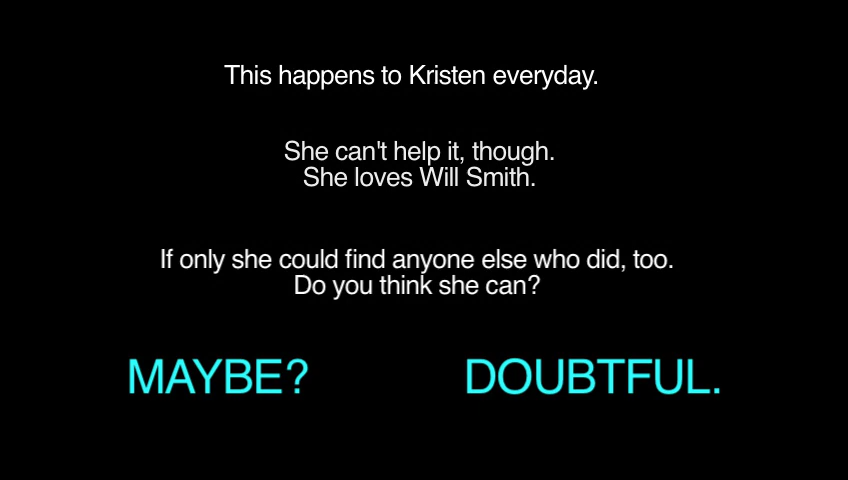 This happens to Kristen everyday.
She can't help it, though.
She loves Will Smith.
If only she could find anyone else who did, too.
Do you think she can?
MAYBE? DOUBTFUL.